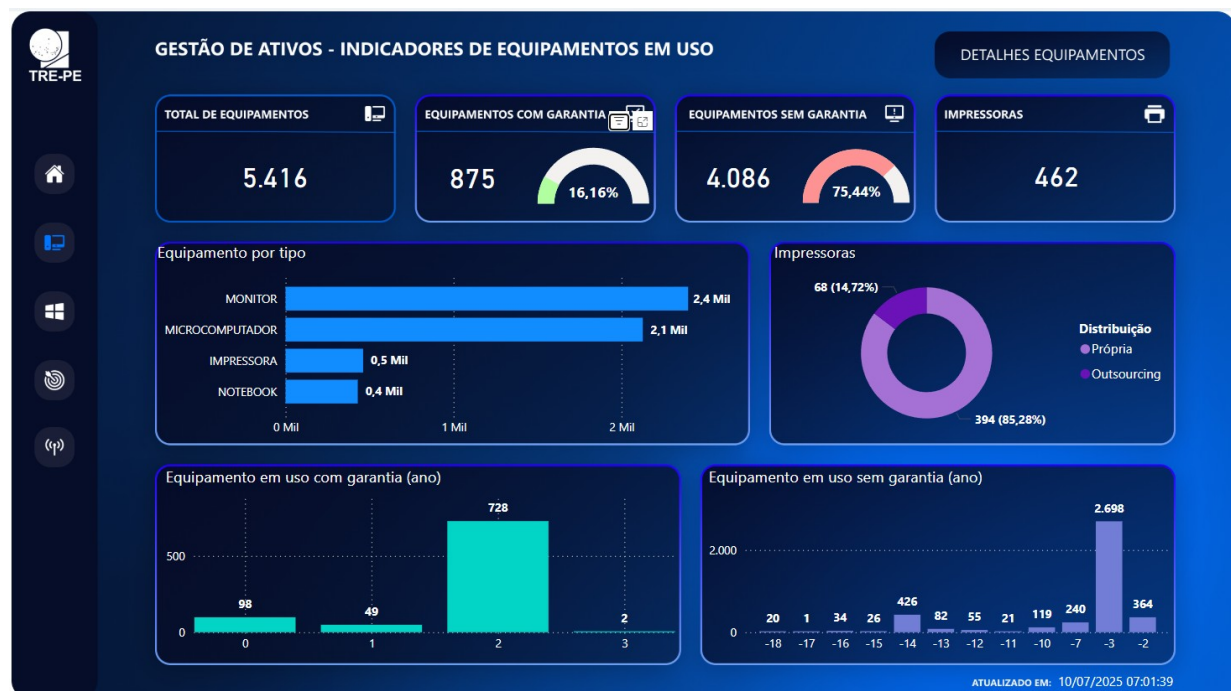 TRE-PE
GESTÃO DE ATIVOS - INDICADORES DE EQUIPAMENTOS EM USO
DETALHES EQUIPAMENTOS
TOTAL DE EQUIPAMENTOS
5.416
EQUIPAMENTOS COM GARANTIA
875
16,16%
EQUIPAMENTOS SEM GARANTIA
4.086
75,44%
IMPRESSORAS
462
Equipamento por tipo
MONITOR
2,4 Mil
MICROCOMPUTADOR
2,1 Mil
IMPRESSORA
0,5 Mil
NOTEBOOK
0,4 Mil
0 Mil
1 Mil
2 Mil
Impressoras
68 (14,72%)
394 (85,28%)
Distribuição
Própria
Outsourcing
Equipamento em uso com garantia (ano)
500
0
98
49
728
2
0
1
2
3
Equipamento em uso sem garantia (ano)
2.000
0
20
1
34
26
426
82
55
21
119
240
2.698
364
-18
-17
-16
-15
-14
-13
-12
-11
-10
-7
-3
-2
ATUALIZADO EM: 10/07/2025 07:01:39